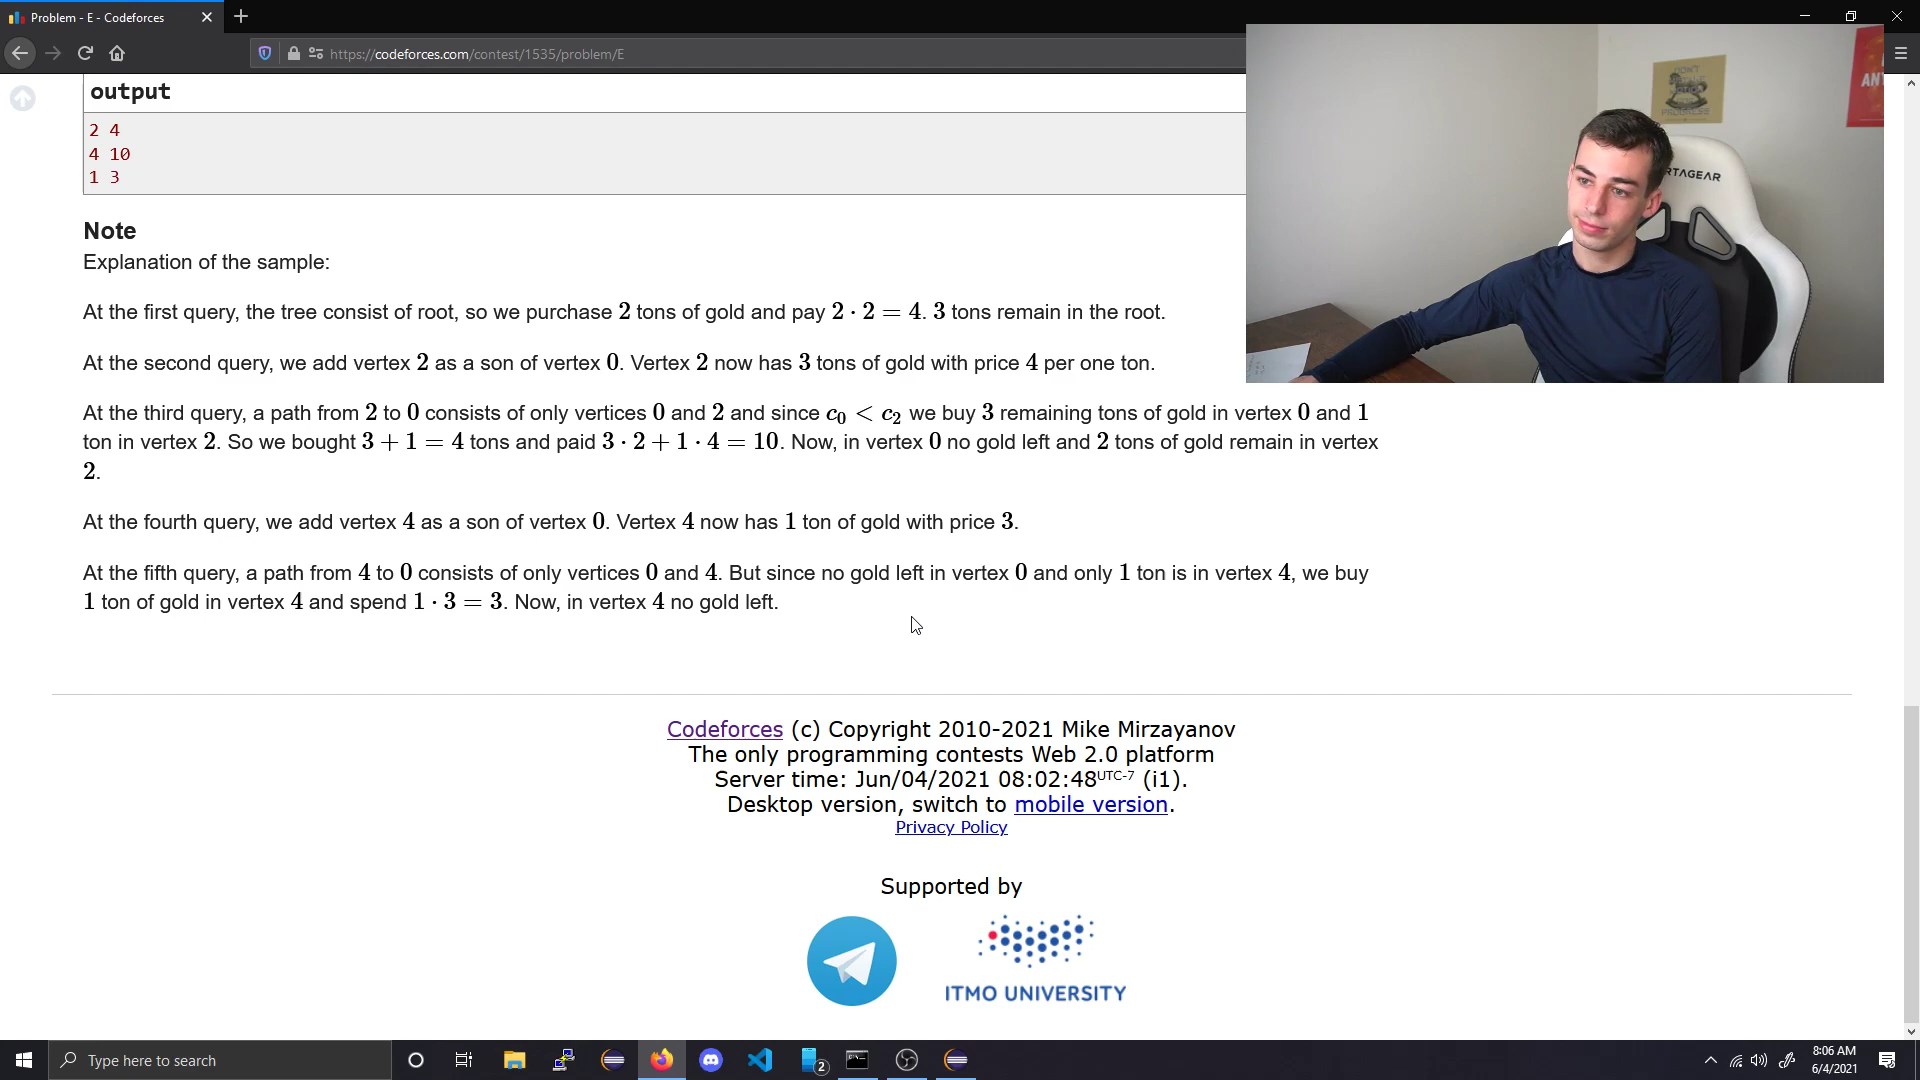 Problem - E - Codeforces
https://codeforces.com/contest/1535/problem/E
output
2 4
4 10
1 3
Note
Explanation of the sample:
At the first query, the tree consist of root, so we purchase 2 tons of gold and pay 2 · 2 = 4. 3 tons remain in the root.
At the second query, we add vertex 2 as a son of vertex 0. Vertex 2 now has 3 tons of gold with price 4 per one ton.
At the third query, a path from 2 to 0 consists of only vertices 0 and 2 and since c0 < c2 we buy 3 remaining tons of gold in vertex 0 and 1
ton in vertex 2. So we bought 3 + 1 = 4 tons and paid 3 · 2 + 1 · 4 = 10. Now, in vertex 0 no gold left and 2 tons of gold remain in vertex
2.
At the fourth query, we add vertex 4 as a son of vertex 0. Vertex 4 now has 1 ton of gold with price 3.
At the fifth query, a path from 4 to 0 consists of only vertices 0 and 4. But since no gold left in vertex 0 and only 1 ton is in vertex 4, we buy
1 ton of gold in vertex 4 and spend 1 · 3 = 3. Now, in vertex 4 no gold left.
Codeforces (c) Copyright 2010-2021 Mike Mirzayanov
The only programming contests Web 2.0 platform
Server time: Jun/04/2021 08:02:48UTC-7 (i1).
Desktop version, switch to mobile version.
Privacy Policy
Supported by
ITMO UNIVERSITY
RTAGEAR
ANT
Type here to search
2
8:06 AM
6/4/2021